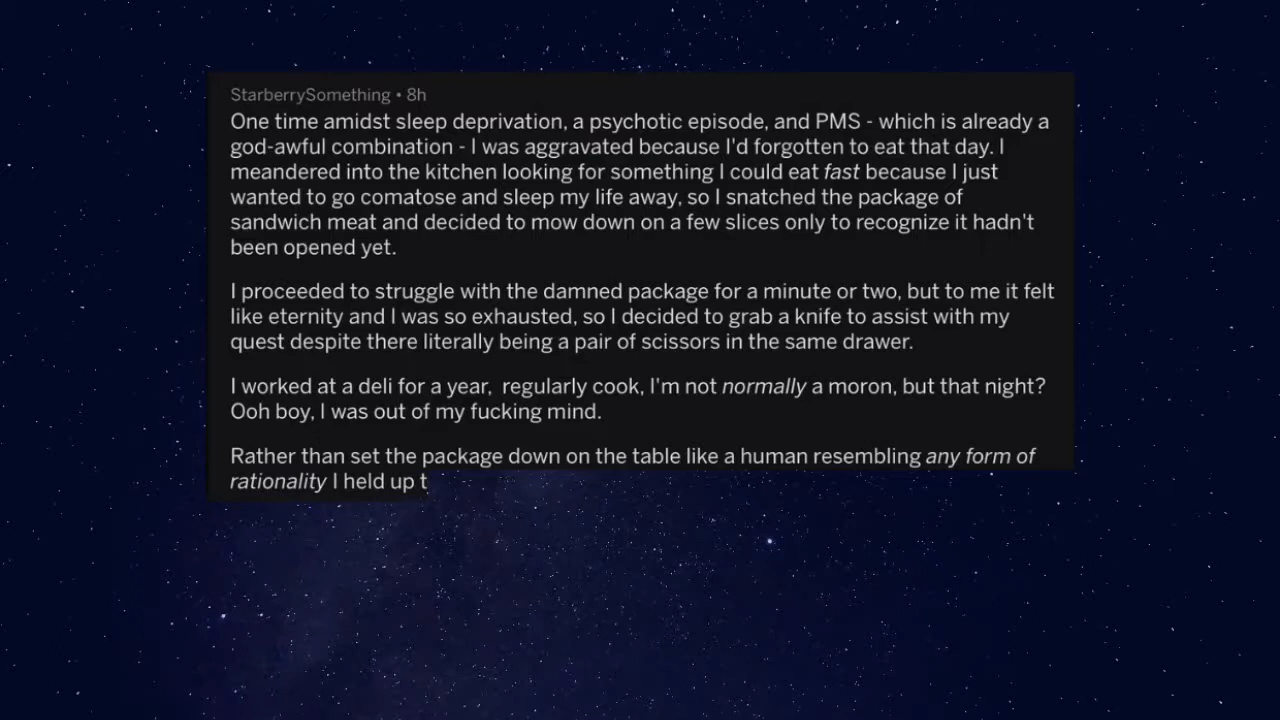 StarberrySomething • 8h
One time amidst sleep deprivation, a psychotic episode, and PMS - which is already a
god-awful combination - I was aggravated because I'd forgotten to eat that day. I
meandered into the kitchen looking for something I could eat fast because I just
wanted to go comatose and sleep my life away, so I snatched the package of
sandwich meat and decided to mow down on a few slices only to recognize it hadn't
been opened yet.
I proceeded to struggle with the damned package for a minute or two, but to me it felt
like eternity and I was so exhausted, so I decided to grab a knife to assist with my
quest despite there literally being a pair of scissors in the same drawer.
I worked at a deli for a year, regularly cook, I'm not normally a moron, but that night?
Ooh boy, I was out of my fucking mind.
Rather than set the package down on the table like a human resembling any form of
rationality I held up t